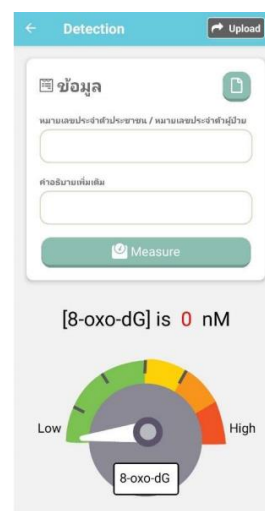 Detection
Upload
ข้อมูล
หมายเลขประจำตัวประชาชน / หมายเลขประจำตัวผู้ป่วย
คำอธิบายเพิ่มเติม
Measure
[8-oxo-dG] is 0 nM
Low
High
8-oxo-dG